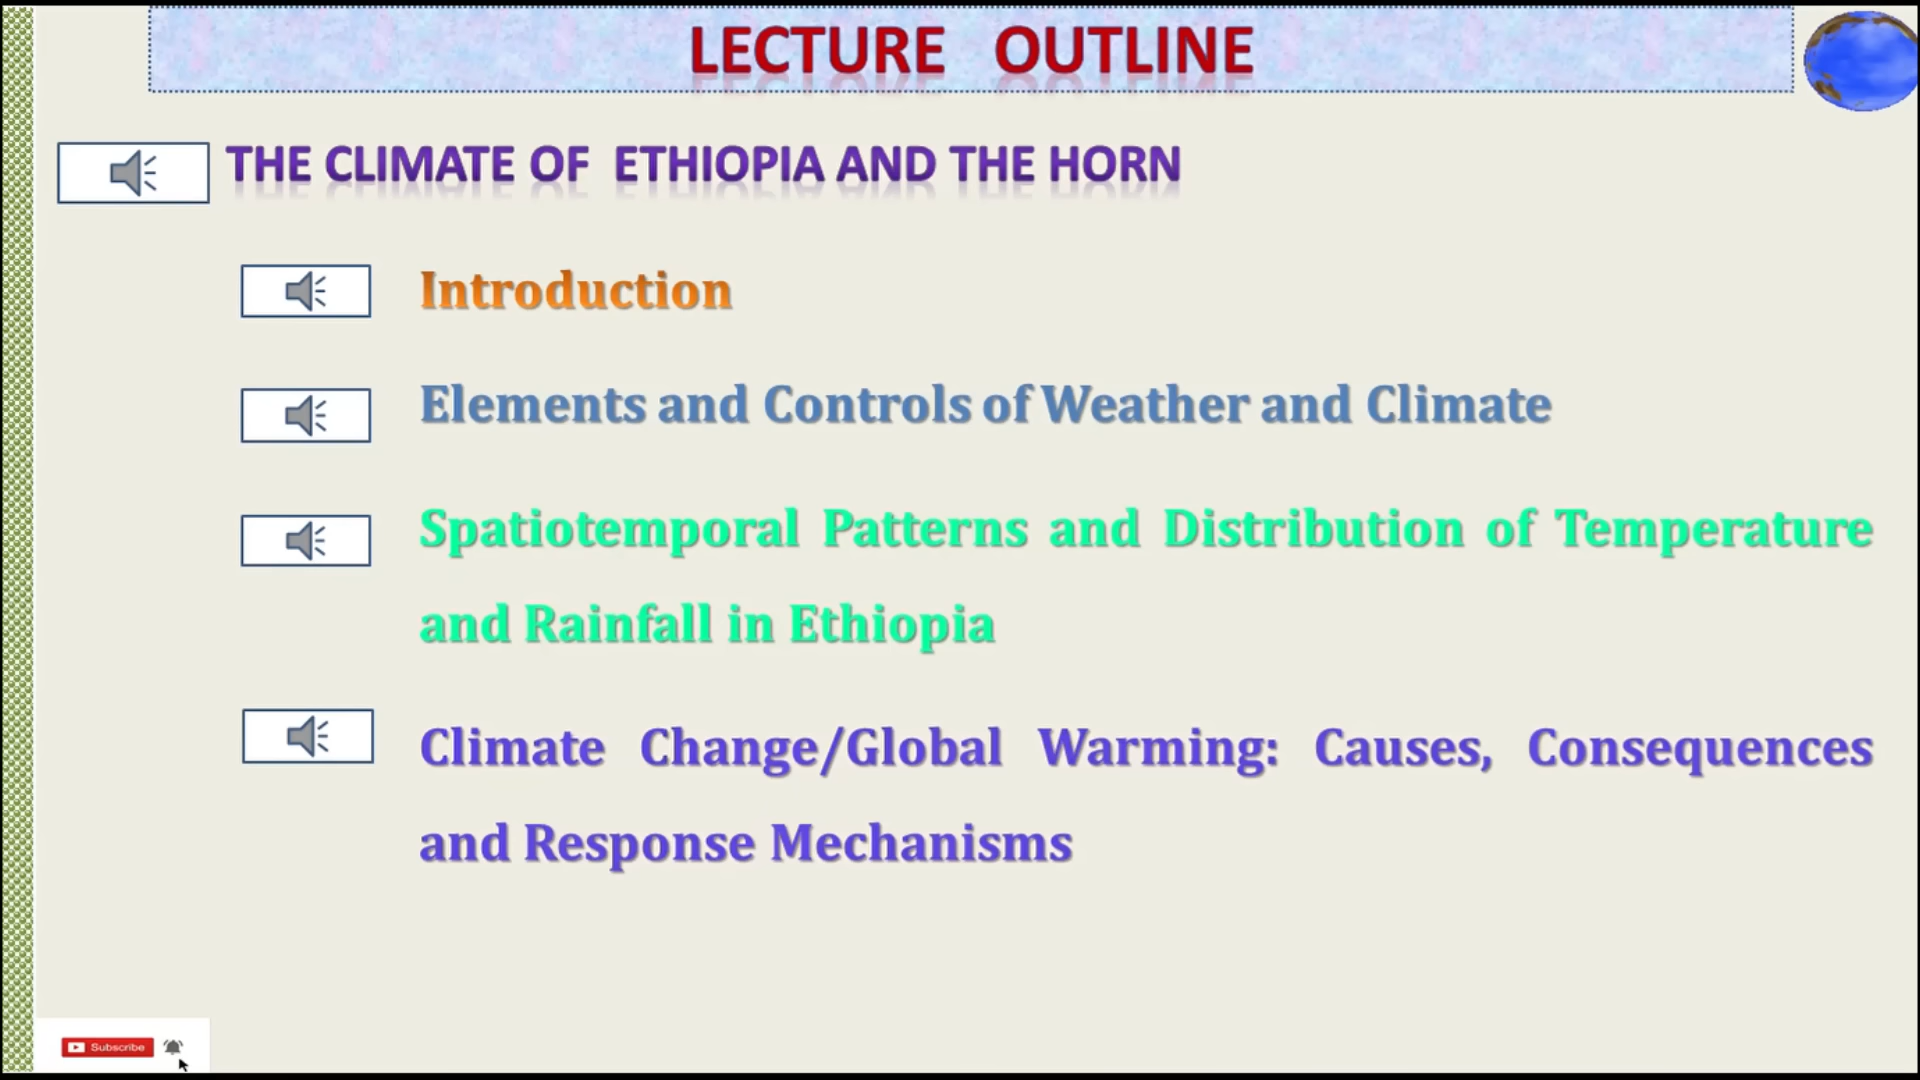 LECTURE OUTLINE
THE CLIMATE OF ETHIOPIA AND THE HORN
Introduction
Elements and Controls of Weather and Climate
Spatiotemporal Patterns and Distribution of Temperature
and Rainfall in Ethiopia
Climate Change/Global Warming: Causes, Consequences
and Response Mechanisms
Subscribe